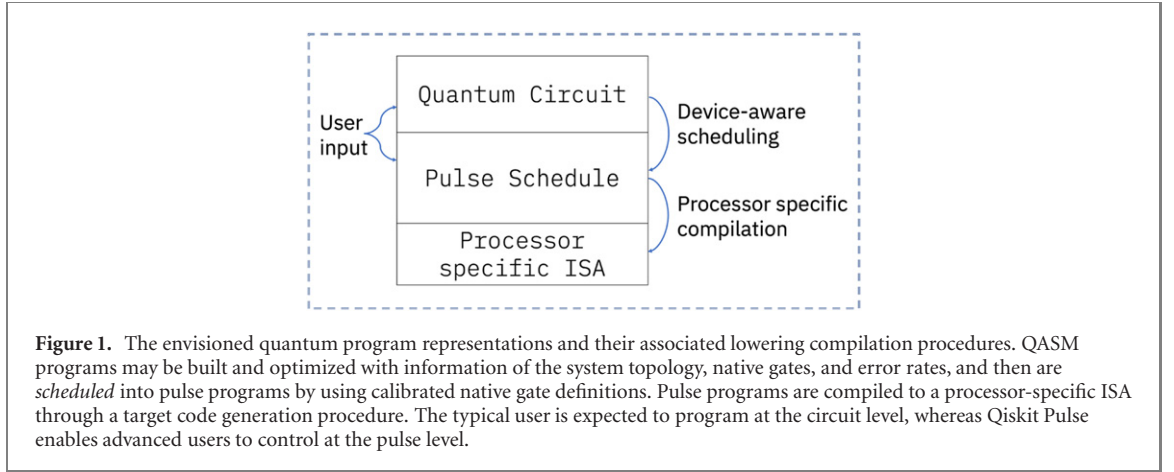 Quantum Circuit
User
input
Device-aware
scheduling
Pulse Schedule
Processor specific
compilation
Processor
specific ISA
Figure 1. The envisioned quantum program representations and their associated lowering compilation procedures. QASM
programs may be built and optimized with information of the system topology, native gates, and error rates, and then are
scheduled into pulse programs by using calibrated native gate definitions. Pulse programs are compiled to a processor-specific ISA
through a target code generation procedure. The typical user is expected to program at the circuit level, whereas Qiskit Pulse
enables advanced users to control at the pulse level.